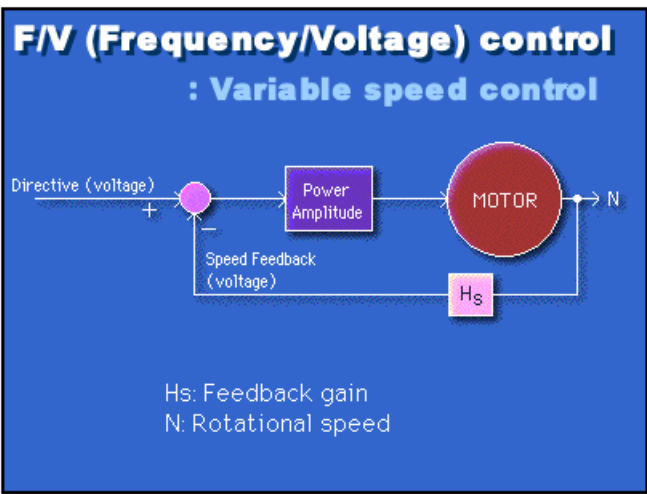 F/V (Frequency/Voltage) control
: Variable speed control
Directive (voltage)
+
−
Power
Amplitude
MOTOR
N
Speed Feedback
(voltage)
HS
Hs: Feedback gain
N: Rotational speed